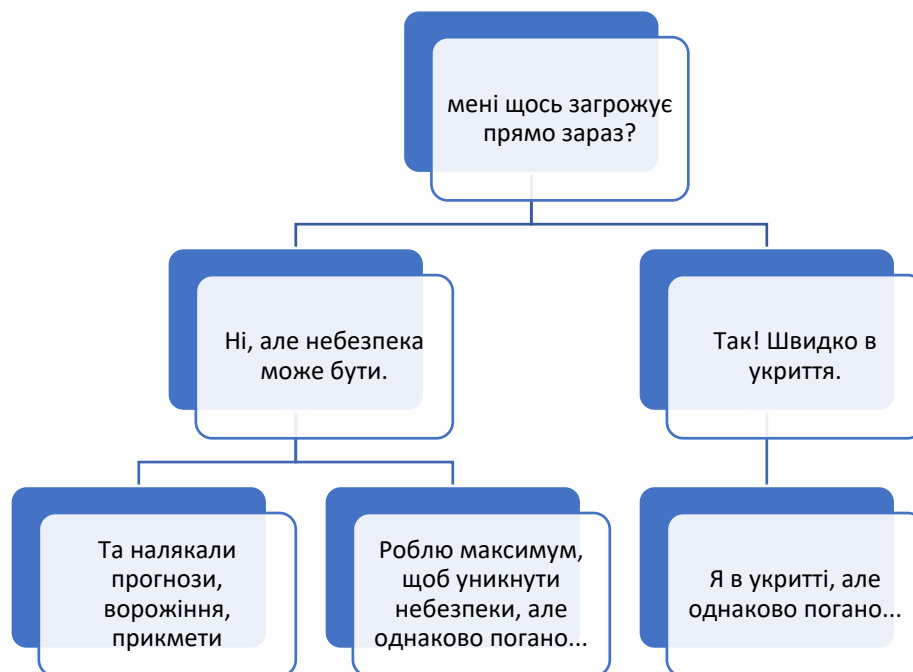 мені щось загрожує
прямо зараз?
Ні, але небезпека
може бути.
Так! Швидко в
укриття.
Та налякали
прогнози,
ворожіння,
прикмети
Роблю максимум,
щоб уникнути
небезпеки, але
однаково погано...
Я в укритті, але
однаково погано...